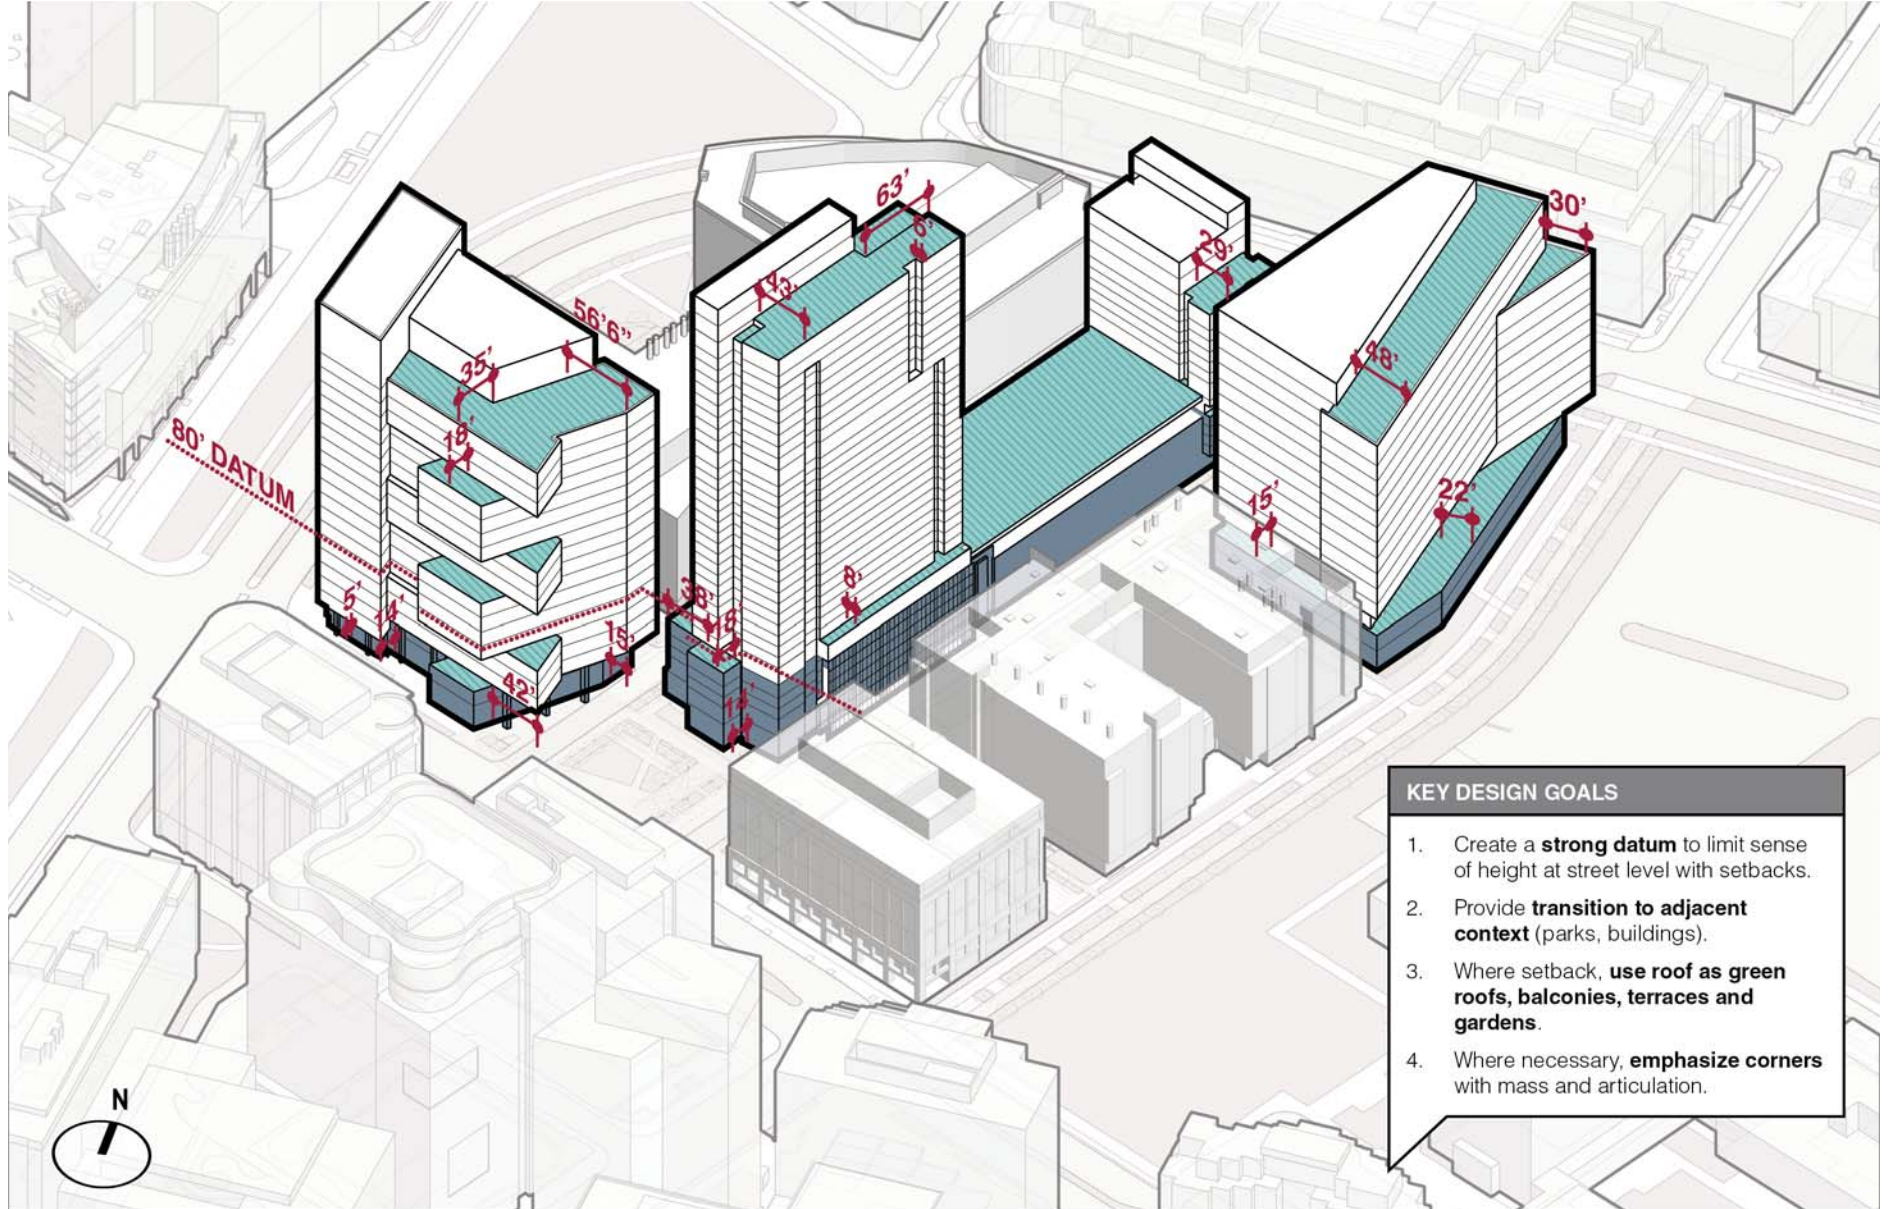 63'
30'
6'
29'
43'
56'6"
35'
48'
18'
80' DATUM
15'
22'
8'
38'
5'
14'
18'
15'
42'
14'
KEY DESIGN GOALS
1. Create a strong datum to limit sense
of height at street level with setbacks.
2. Provide transition to adjacent
context (parks, buildings).
3. Where setback, use roof as green
roofs, balconies, terraces and
gardens.
4. Where necessary, emphasize corners
with mass and articulation.
N